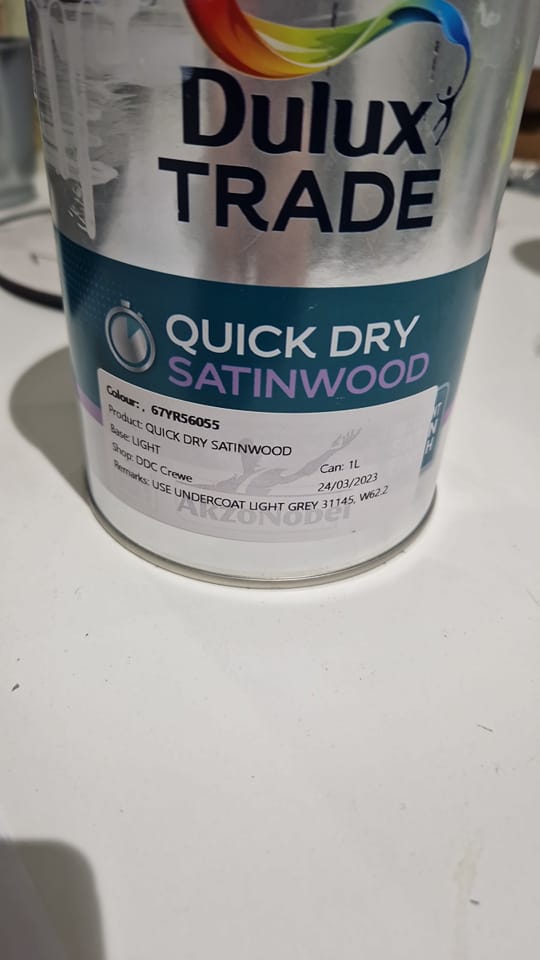 Dulux
TRADE
QUICK DRY
SATINWOOD
Colour: , 67YR56055
Product: QUICK DRY SATINWOOD
Base: LIGHT
Can: 1L
Shop: DDC Crewe
24/03/2023
Remarks: USE UNDERCOAT LIGHT GREY 31145, W62.2
AkzoNobel